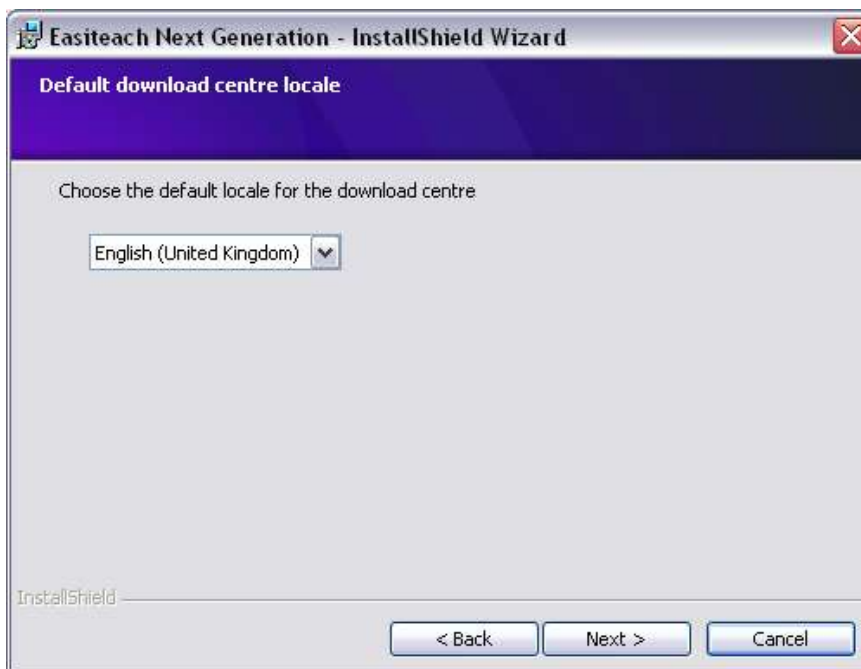 Easiteach Next Generation - InstallShield Wizard
Default download centre locale
Choose the default locale for the download centre
English (United Kingdom)
InstallShield
< Back
Next >
Cancel